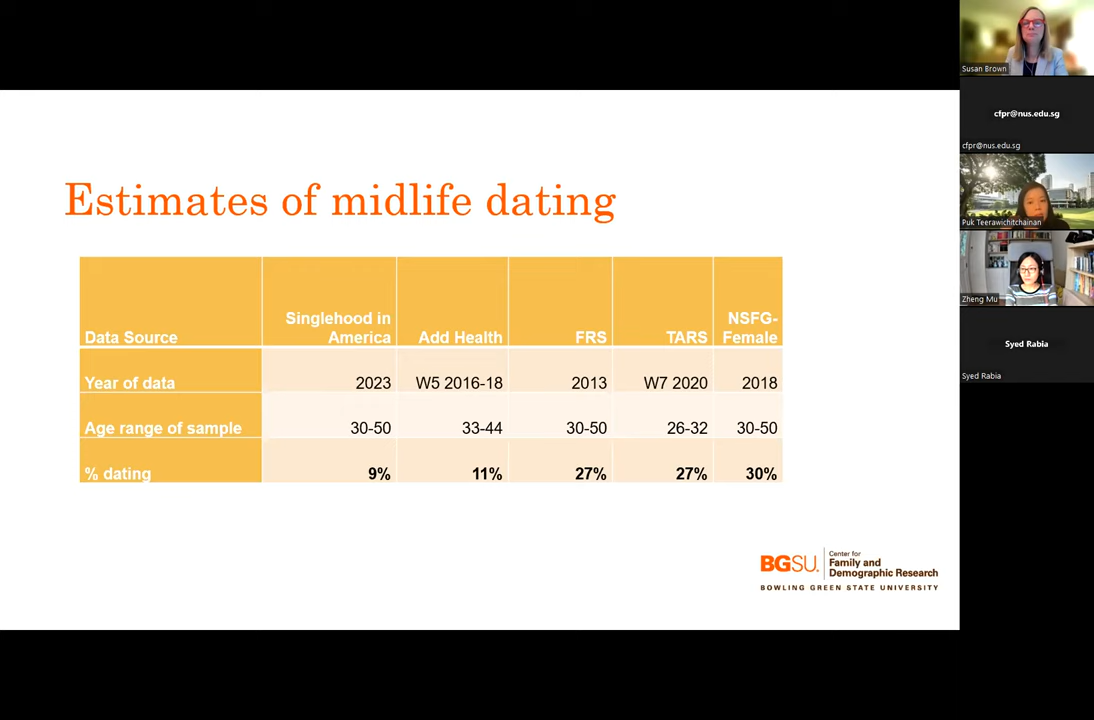 Estimates of midlife dating
Data Source
Singlehood in
America
Add Health
FRS
TARS
NSFG-
Female
Year of data
2023
W5 2016-18
2013
W7 2020
2018
Age range of sample
30-50
33-44
30-50
26-32
30-50
% dating
9%
11%
27%
27%
30%
BGSU.
Center for
Family and
Demographic Research
BOWLING GREEN STATE UNIVERSITY
Susan Brown
cfpr@nus.edu.sg
cfpr@nus.edu.sg
Puk Teerawichitchainan
Zheng Mu
Syed Rabia
Syed Rabia